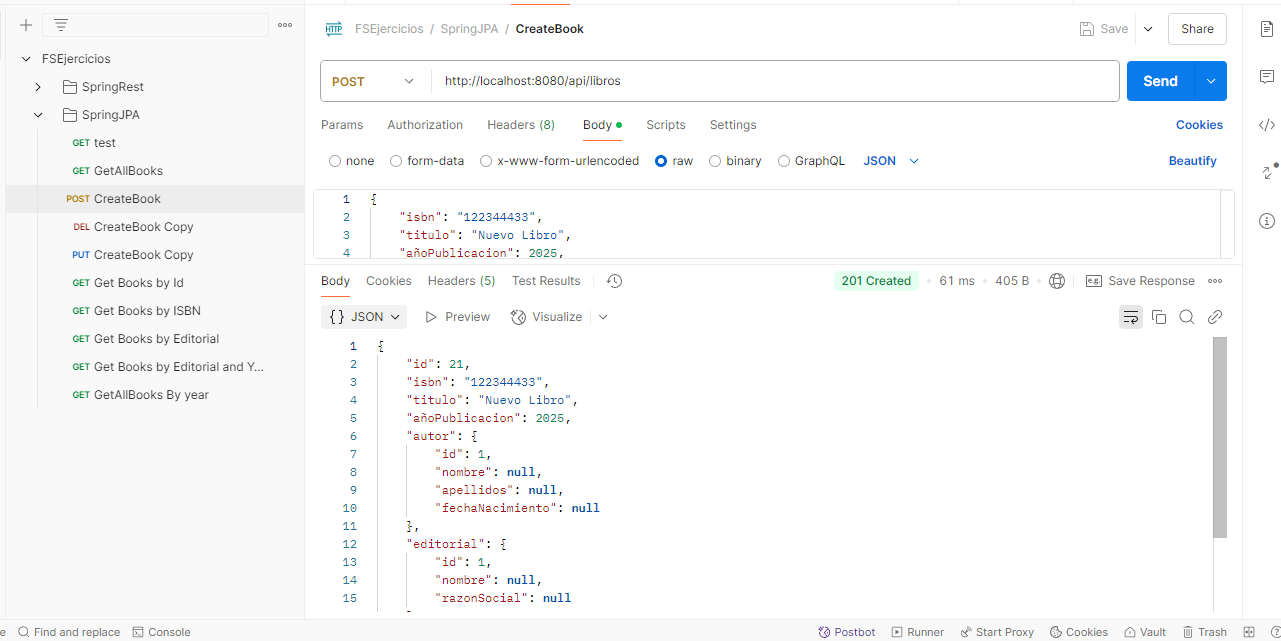 FSEjercicios
SpringRest
SpringJPA
GET test
GET GetAllBooks
POST CreateBook
DEL CreateBook Copy
PUT CreateBook Copy
GET Get Books by Id
GET Get Books by ISBN
GET Get Books by Editorial
GET Get Books by Editorial and Y...
GET GetAllBooks By year
HTTP FSEjercicios / SpringJPA / CreateBook
Save
Share
POST http://localhost:8080/api/libros
Send
Params Authorization Headers (8) Body Scripts Settings
Cookies
none form-data x-www-form-urlencoded raw binary GraphQL JSON
Beautify
1 {
2 "isbn": "122344433",
3 "titulo": "Nuevo Libro",
4 "añoPublicacion": 2025,
Body Cookies Headers (5) Test Results
201 Created • 61 ms • 405 B • e.g. Save Response
{} JSON Preview Visualize
1 {
2 "id": 21,
3 "isbn": "122344433",
4 "titulo": "Nuevo Libro",
5 "añoPublicacion": 2025,
6 "autor": {
7 "id": 1,
8 "nombre": null,
9 "apellidos": null,
10 "fechaNacimiento": null
11 },
12 "editorial": {
13 "id": 1,
14 "nombre": null,
15 "razonSocial": null
e Find and replace Console
Postbot Runner Start Proxy Cookies Vault Trash